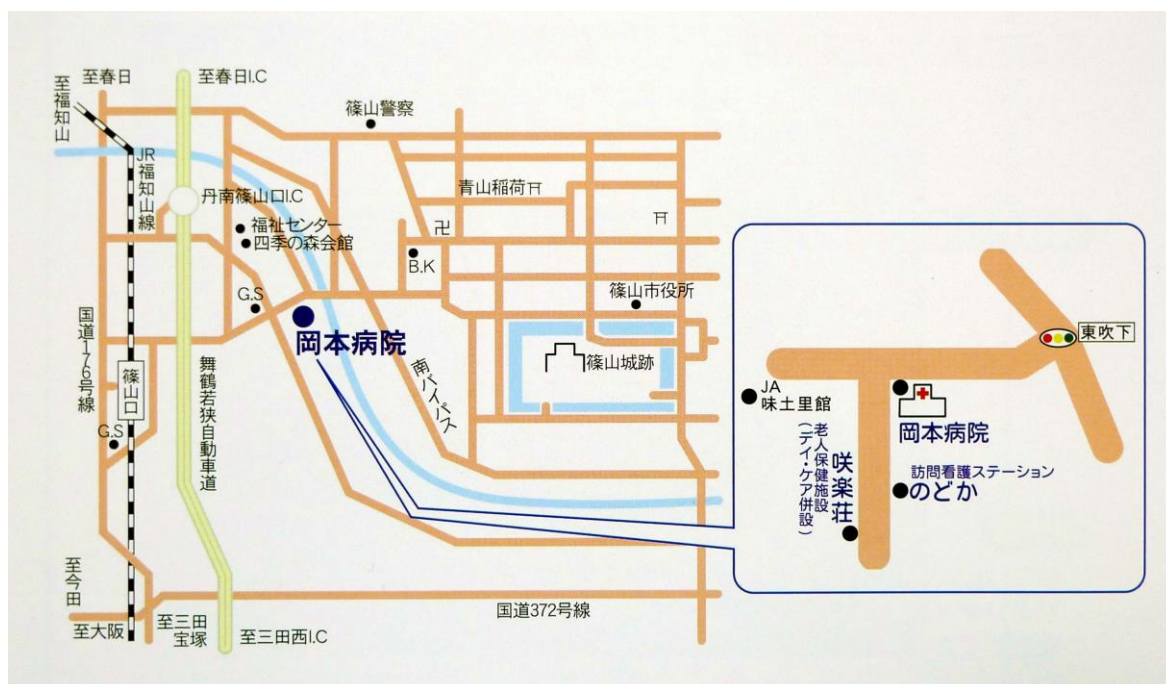 至春日
至春日I.C
至福知山
篠山警察
JR福知山線
丹南篠山口I.C
青山稲荷
福祉センター
四季の森会館
B.K
G.S
篠山市役所
岡本病院
国道176号線
篠山口
舞鶴若狭自動車道
南バイパス
篠山城跡
G.S
至今田
至大阪
至三田
宝塚
至三田西I.C
国道372号線
東吹下
JA
味土里館
岡本病院
老人保健施設
(デイ・ケア併設)
咲楽荘
訪問看護ステーション
のどか